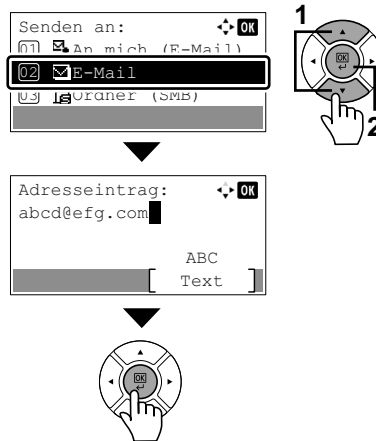 Senden an: OK
01 An mich (E-Mail)
02 E-Mail
03 Ordner (SMB)
1
OK
2
Adresseintrag: OK
abcd@efg.com
ABC
[ Text ]
OK